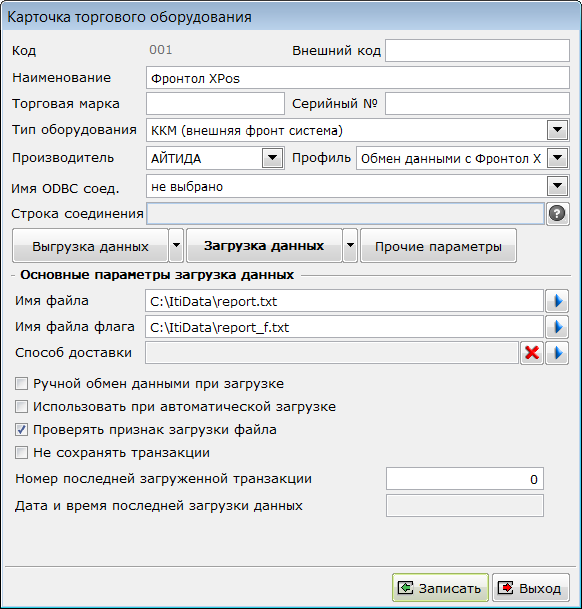 Карточка торгового оборудования
Код 001 Внешний код
Наименование Фронтол XPos
Торговая марка Серийный №
Тип оборудования ККМ (внешняя фронт система)
Производитель АЙТИДА Профиль Обмен данными с Фронтол X
Имя ODBC соед. не выбрано
Строка соединения ?
Выгрузка данных Загрузка данных Прочие параметры
Основные параметры загрузка данных
Имя файла C:\ItiData\report.txt
Имя файла флага C:\ItiData\report_f.txt
Способ доставки
Ручной обмен данными при загрузке
Использовать при автоматической загрузке
Проверять признак загрузки файла
Не сохранять транзакции
Номер последней загруженной транзакции 0
Дата и время последней загрузки данных
Записать Выход